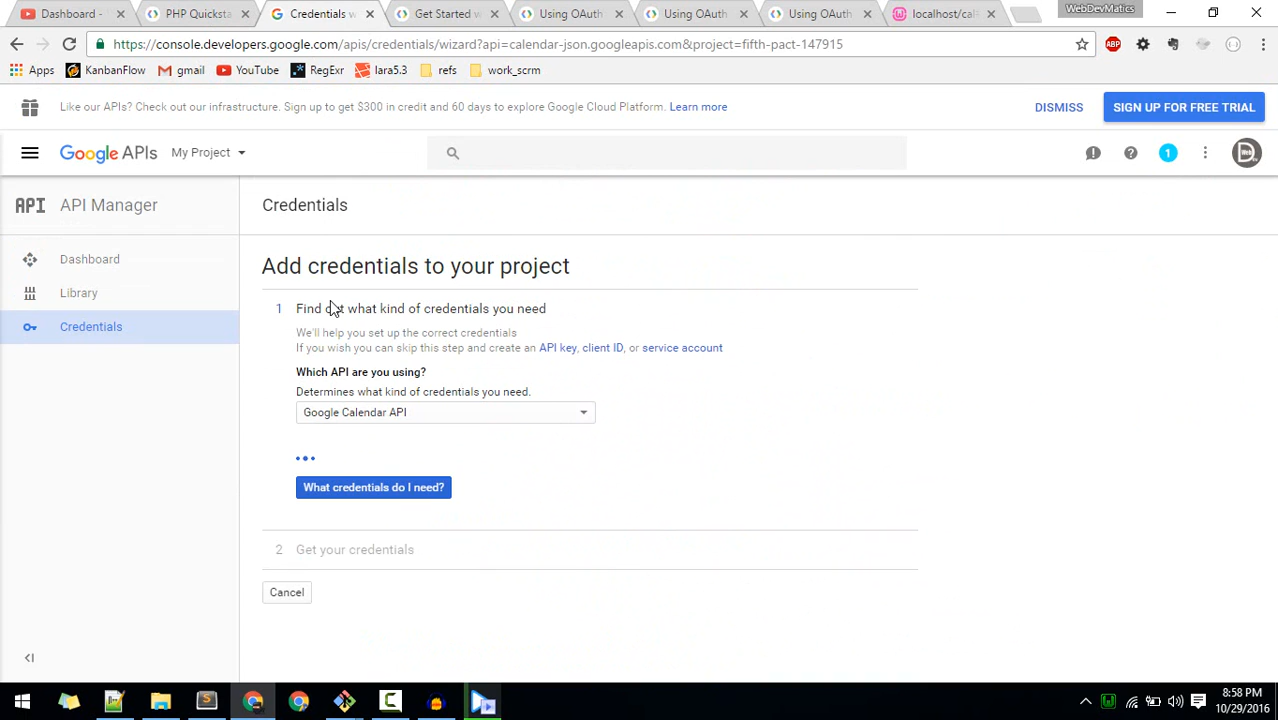 WebDevMatics
Dashboard -
PHP Quicksta
Credentials w
Get Started w
Using OAuth
Using OAuth
Using OAuth
localhost/cal
https://console.developers.google.com/apis/credentials/wizard?api=calendar-json.googleapis.com&project=fifth-pact-147915
ABP
Apps
KanbanFlow
gmail
YouTube
RegExr
lara5.3
refs
work_scrm
Like our APIs? Check out our infrastructure. Sign up to get $300 in credit and 60 days to explore Google Cloud Platform. Learn more
DISMISS
SIGN UP FOR FREE TRIAL
Google APIs
My Project
1
API API Manager
Credentials
Dashboard
Library
Credentials
Add credentials to your project
1 Find out what kind of credentials you need
We'll help you set up the correct credentials
If you wish you can skip this step and create an API key, client ID, or service account
Which API are you using?
Determines what kind of credentials you need.
Google Calendar API
What credentials do I need?
2 Get your credentials
Cancel
8:58 PM
10/29/2016